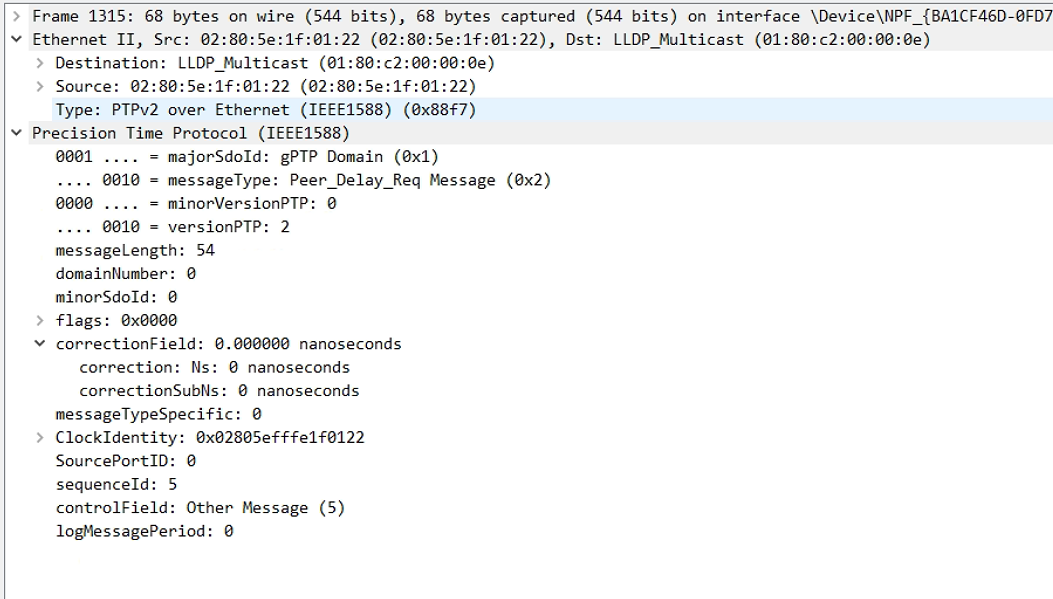 Frame 1315: 68 bytes on wire (544 bits), 68 bytes captured (544 bits) on interface \Device\NPF_{BA1CF46D-0FD7
Ethernet II, Src: 02:80:5e:1f:01:22 (02:80:5e:1f:01:22), Dst: LLDP_Multicast (01:80:c2:00:00:0e)
Destination: LLDP_Multicast (01:80:c2:00:00:0e)
Source: 02:80:5e:1f:01:22 (02:80:5e:1f:01:22)
Type: PTPv2 over Ethernet (IEEE1588) (0x88f7)
Precision Time Protocol (IEEE1588)
0001 .... = majorSdoId: gPTP Domain (0x1)
.... 0010 = messageType: Peer_Delay_Req Message (0x2)
0000 .... = minorVersionPTP: 0
.... 0010 = versionPTP: 2
messageLength: 54
domainNumber: 0
minorSdoId: 0
flags: 0x0000
correctionField: 0.000000 nanoseconds
correction: Ns: 0 nanoseconds
correctionSubNs: 0 nanoseconds
messageTypeSpecific: 0
ClockIdentity: 0x02805efffe1f0122
SourcePortID: 0
sequenceId: 5
controlField: Other Message (5)
logMessagePeriod: 0